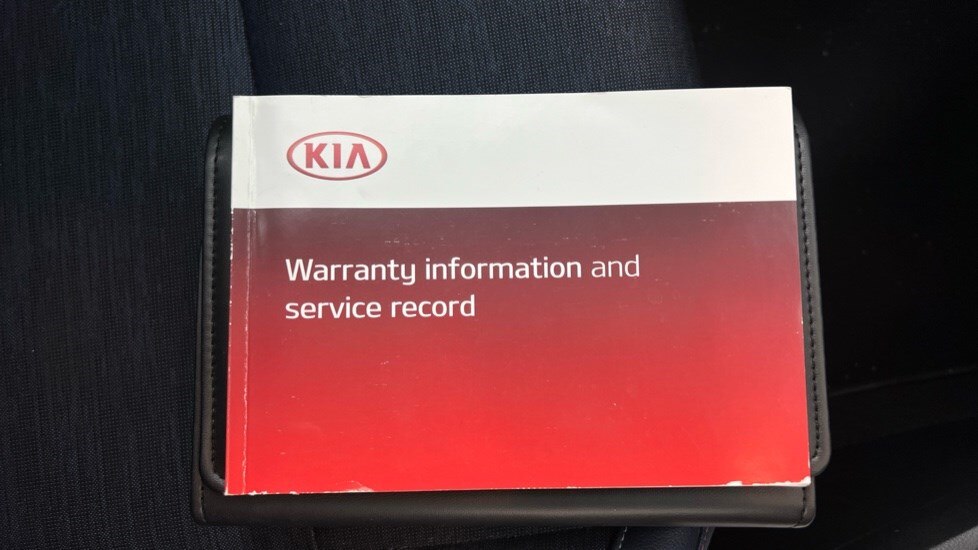 KIA
Warranty information and
service record